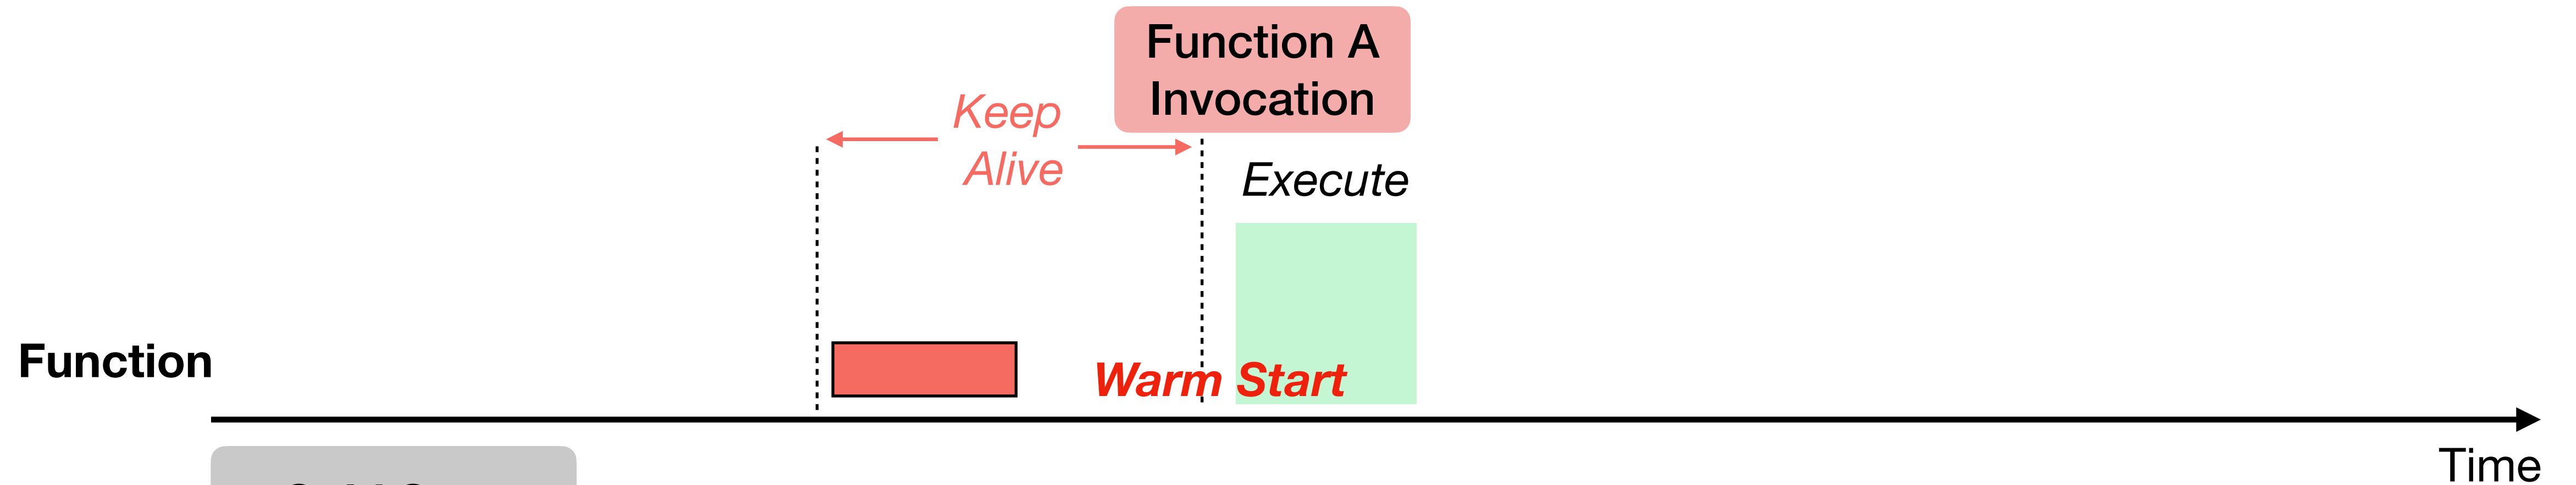 Function A
Invocation
Keep
Alive
Execute
Function
Warm Start
Time